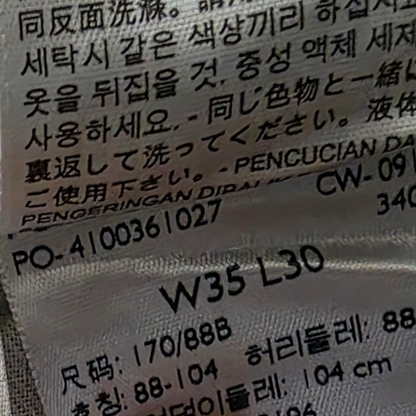 同反面洗滌。
세탁시 같은 색상끼리 하십시오
옷을 뒤집을 것, 중성 액체 세제
사용하세요. - 同じ色物と一緒に
裏返して洗ってください。液体
ご使用下さい。- PENCUCIAN DA
PENGERINGAN DIBAL
CW-091
PO-4100361027
340
W35 L30
尺码: 170/88B
호칭: 88-104 허리둘레: 88
엉덩이둘레: 104 cm